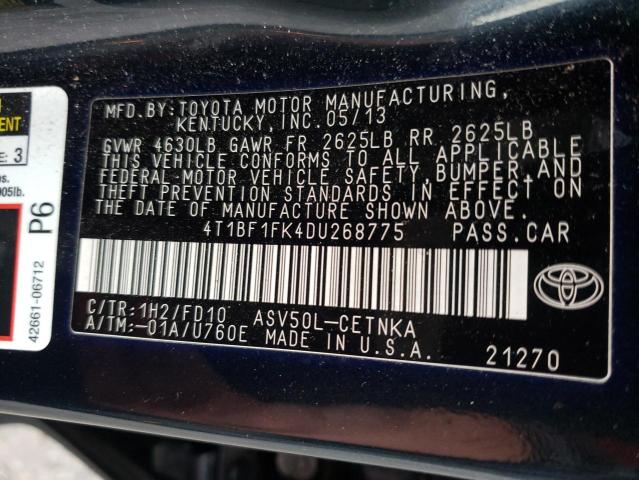 MFD.BY:TOYOTA MOTOR MANUFACTURING,
KENTUCKY,INC.05/13
GVWR 4630LB GAWR FR 2625LB RR 2625LB
THIS VEHICLE CONFORMS TO ALL APPLICABLE
FEDERAL MOTOR VEHICLE SAFETY,BUMPER,AND
THEFT PREVENTION STANDARDS IN EFFECT ON
THE DATE OF MANUFACTURE SHOWN ABOVE.
4T1BF1FK4DU268775 PASS.CAR
C/TR:1H2/FD10 ASV50L-CETNKA
A/TM:-01A/U760E MADE IN U.S.A.
21270
3
P6
42661-06712